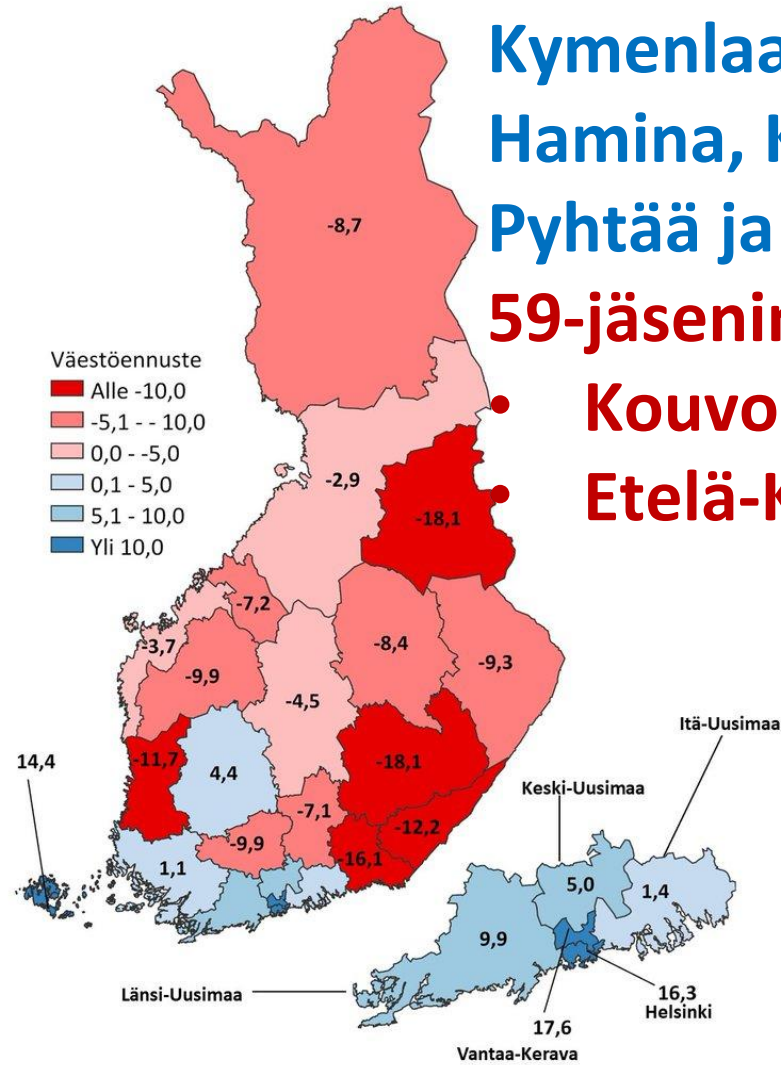 Kymenlaa
Hamina, K
Pyhtää ja
59-jäsenin
• Kouvo
• Etelä-K
Väestöennuste
Alle -10,0
-5,1 - - 10,0
0,0 - -5,0
0,1 - 5,0
5,1 - 10,0
Yli 10,0
-8,7
-2,9
-18,1
-7,2
-3,7
-9,9
-8,4
-9,3
-4,5
14,4
-11,7
4,4
-18,1
-7,1
-12,2
-9,9
-16,1
1,1
Itä-Uusimaa
Keski-Uusimaa
5,0
1,4
9,9
Länsi-Uusimaa
16,3
Helsinki
17,6
Vantaa-Kerava